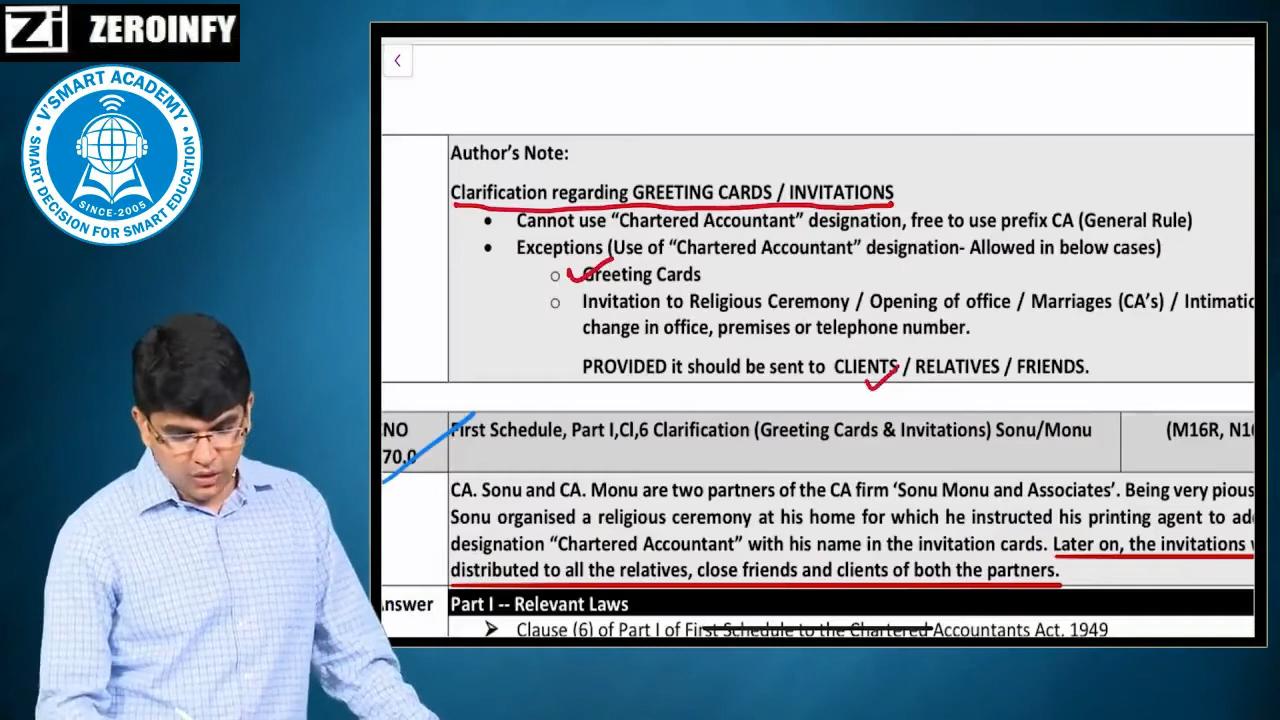 Zi ZEROINFY
V'SMART ACADEMY
SMART DECISION FOR SMART EDUCATION
SINCE-2005
Author's Note:
Clarification regarding GREETING CARDS / INVITATIONS
• Cannot use “Chartered Accountant” designation, free to use prefix CA (General Rule)
• Exceptions (Use of “Chartered Accountant” designation- Allowed in below cases)
o Greeting Cards
o Invitation to Religious Ceremony / Opening of office / Marriages (CA's) / Intimatic
change in office, premises or telephone number.
PROVIDED it should be sent to CLIENTS / RELATIVES / FRIENDS.
NO First Schedule, Part I,Cl,6 Clarification (Greeting Cards & Invitations) Sonu/Monu (M16R, N16
70.0
CA. Sonu and CA. Monu are two partners of the CA firm ‘Sonu Monu and Associates’. Being very pious
Sonu organised a religious ceremony at his home for which he instructed his printing agent to ad
designation “Chartered Accountant” with his name in the invitation cards. Later on, the invitations
distributed to all the relatives, close friends and clients of both the partners.
Answer Part I -- Relevant Laws
➤ Clause (6) of Part I of First Schedule to the Chartered Accountants Act, 1949